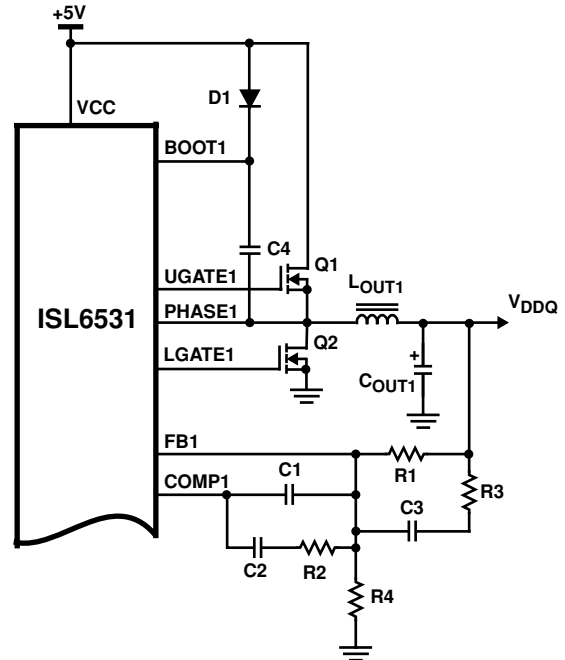 +5V
D1
VCC
BOOT1
C4
Q1
UGATE1
LOUT1
ISL6531
PHASE1
VDDQ
Q2
LGATE1
+
COUT1
FB1
R1
COMP1
C1
R3
C3
C2
R2
R4